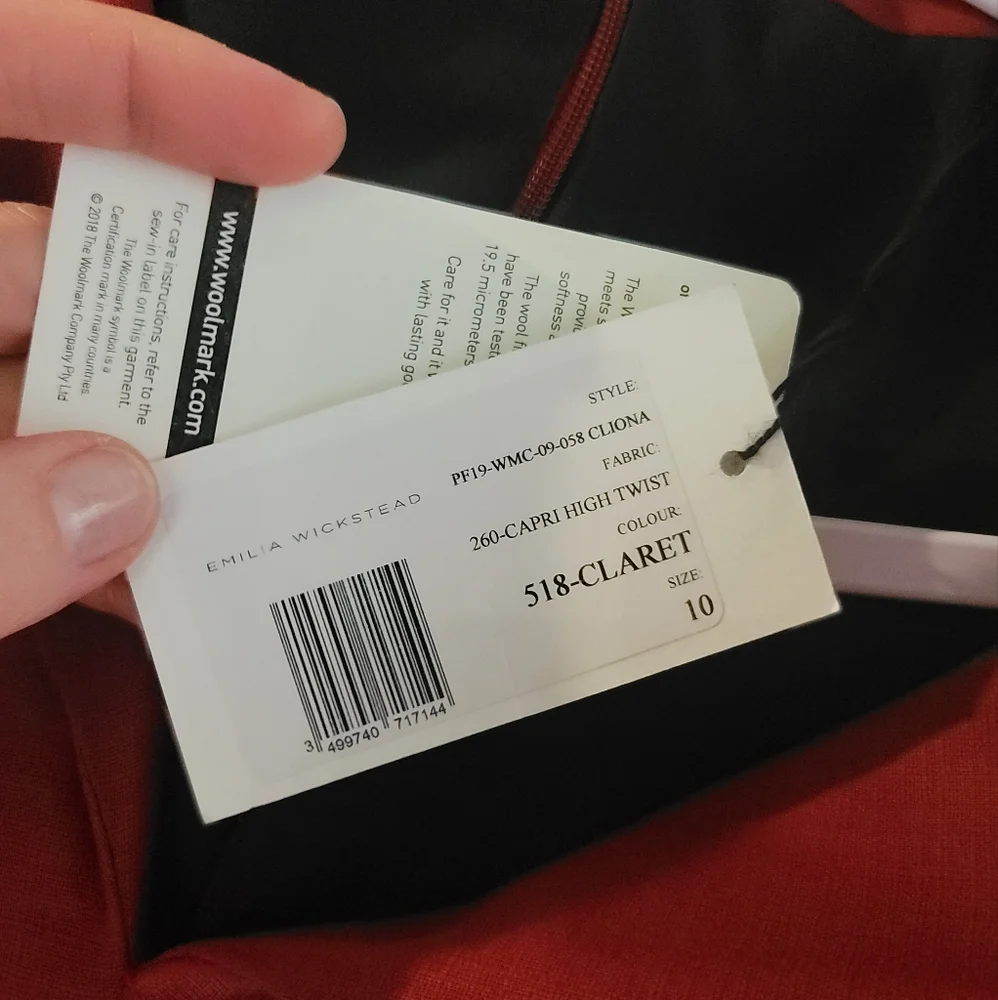 EMILIA WICKSTEAD
STYLE:
PF19-WMC-09-058 CLIONA
FABRIC:
260-CAPRI HIGH TWIST
COLOUR:
518-CLARET
SIZE:
10
3 499740 717144
The
meets
softness
The wool
have been
19.5 micrometers
Care for it and it
with lasting
www.woolmark.com
For care instructions, refer to the
sew-in label on this garment.
The Woolmark symbol is a
Certification mark in many countries.
© 2018 The Woolmark Company Pty Ltd